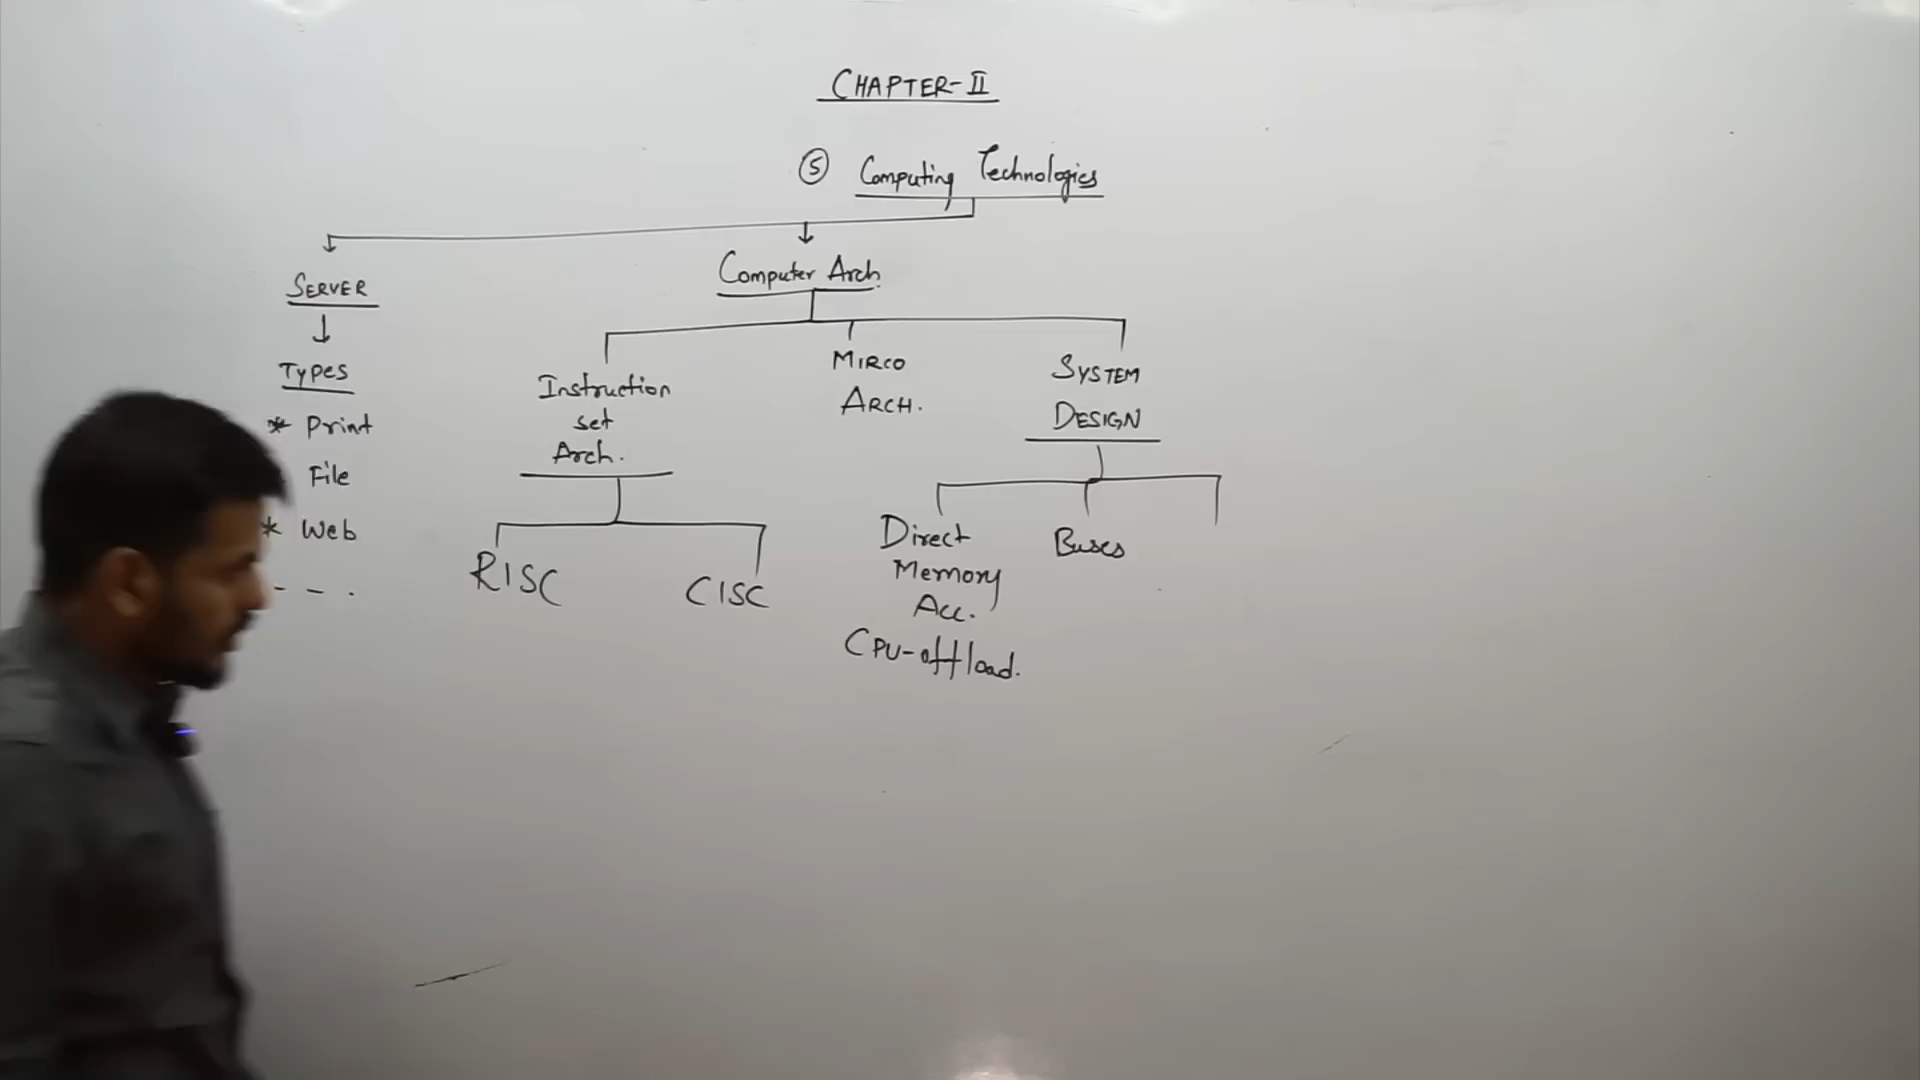 CHAPTER-II
⑤ Computing Technologies
SERVER
Types
* Print
File
* Web
- - .
Computer Arch.
Instruction
set
Arch.
RISC
CISC
MIRCO
ARCH.
SYSTEM
DESIGN
Direct
Memory
Acc.
CPU-offload.
Buses